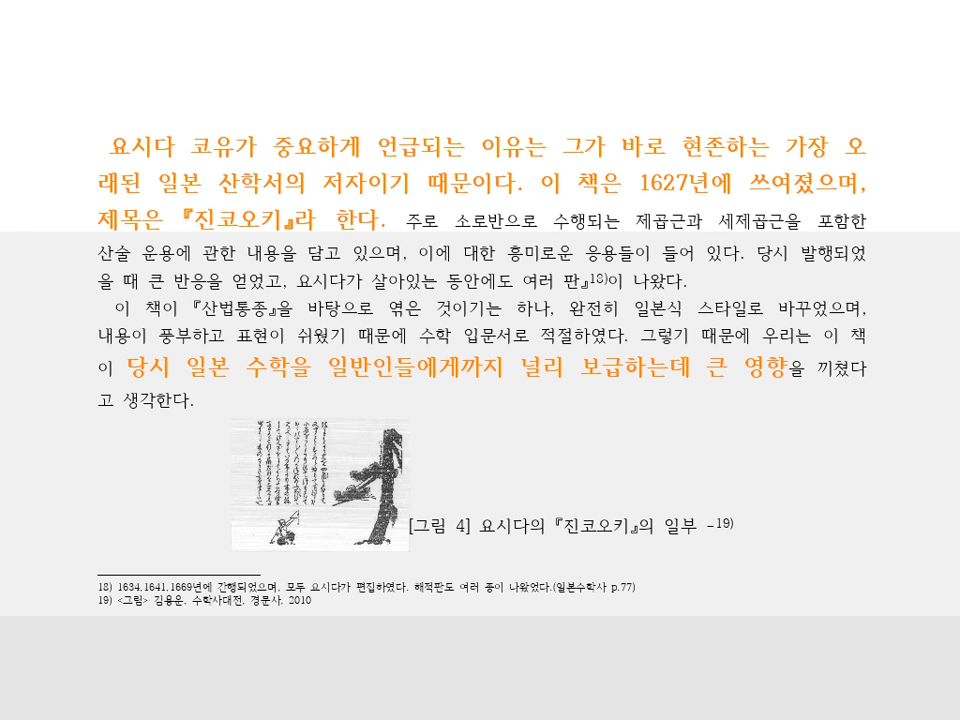 요시다 코유가 중요하게 언급되는 이유는 그가 바로 현존하는 가장 오
래된 일본 산학서의 저자이기 때문이다. 이 책은 1627년에 쓰여졌으며,
제목은 『진코오키』라 한다. 주로 소로반으로 수행되는 제곱근과 세제곱근을 포함한
산술 운용에 관한 내용을 담고 있으며, 이에 대한 흥미로운 응용들이 들어 있다. 당시 발행되었
을 때 큰 반응을 얻었고, 요시다가 살아있는 동안에도 여러 판』18)이 나왔다.
이 책이 『산법통종』을 바탕으로 엮은 것이기는 하나, 완전히 일본식 스타일로 바꾸었으며,
내용이 풍부하고 표현이 쉬웠기 때문에 수학 입문서로 적절하였다. 그렇기 때문에 우리는 이 책
이 당시 일본 수학을 일반인들에게까지 널리 보급하는데 큰 영향을 끼쳤다
고 생각한다.
[그림 4] 요시다의 『진코오키』의 일부 -19)
18) 1634,1641,1669년에 간행되었으며, 모두 요시다가 편집하였다. 해적판도 여러 종이 나왔었다.(일본수학사 p.77)
19) <그림> 김용운, 수학사대전, 경문사, 2010